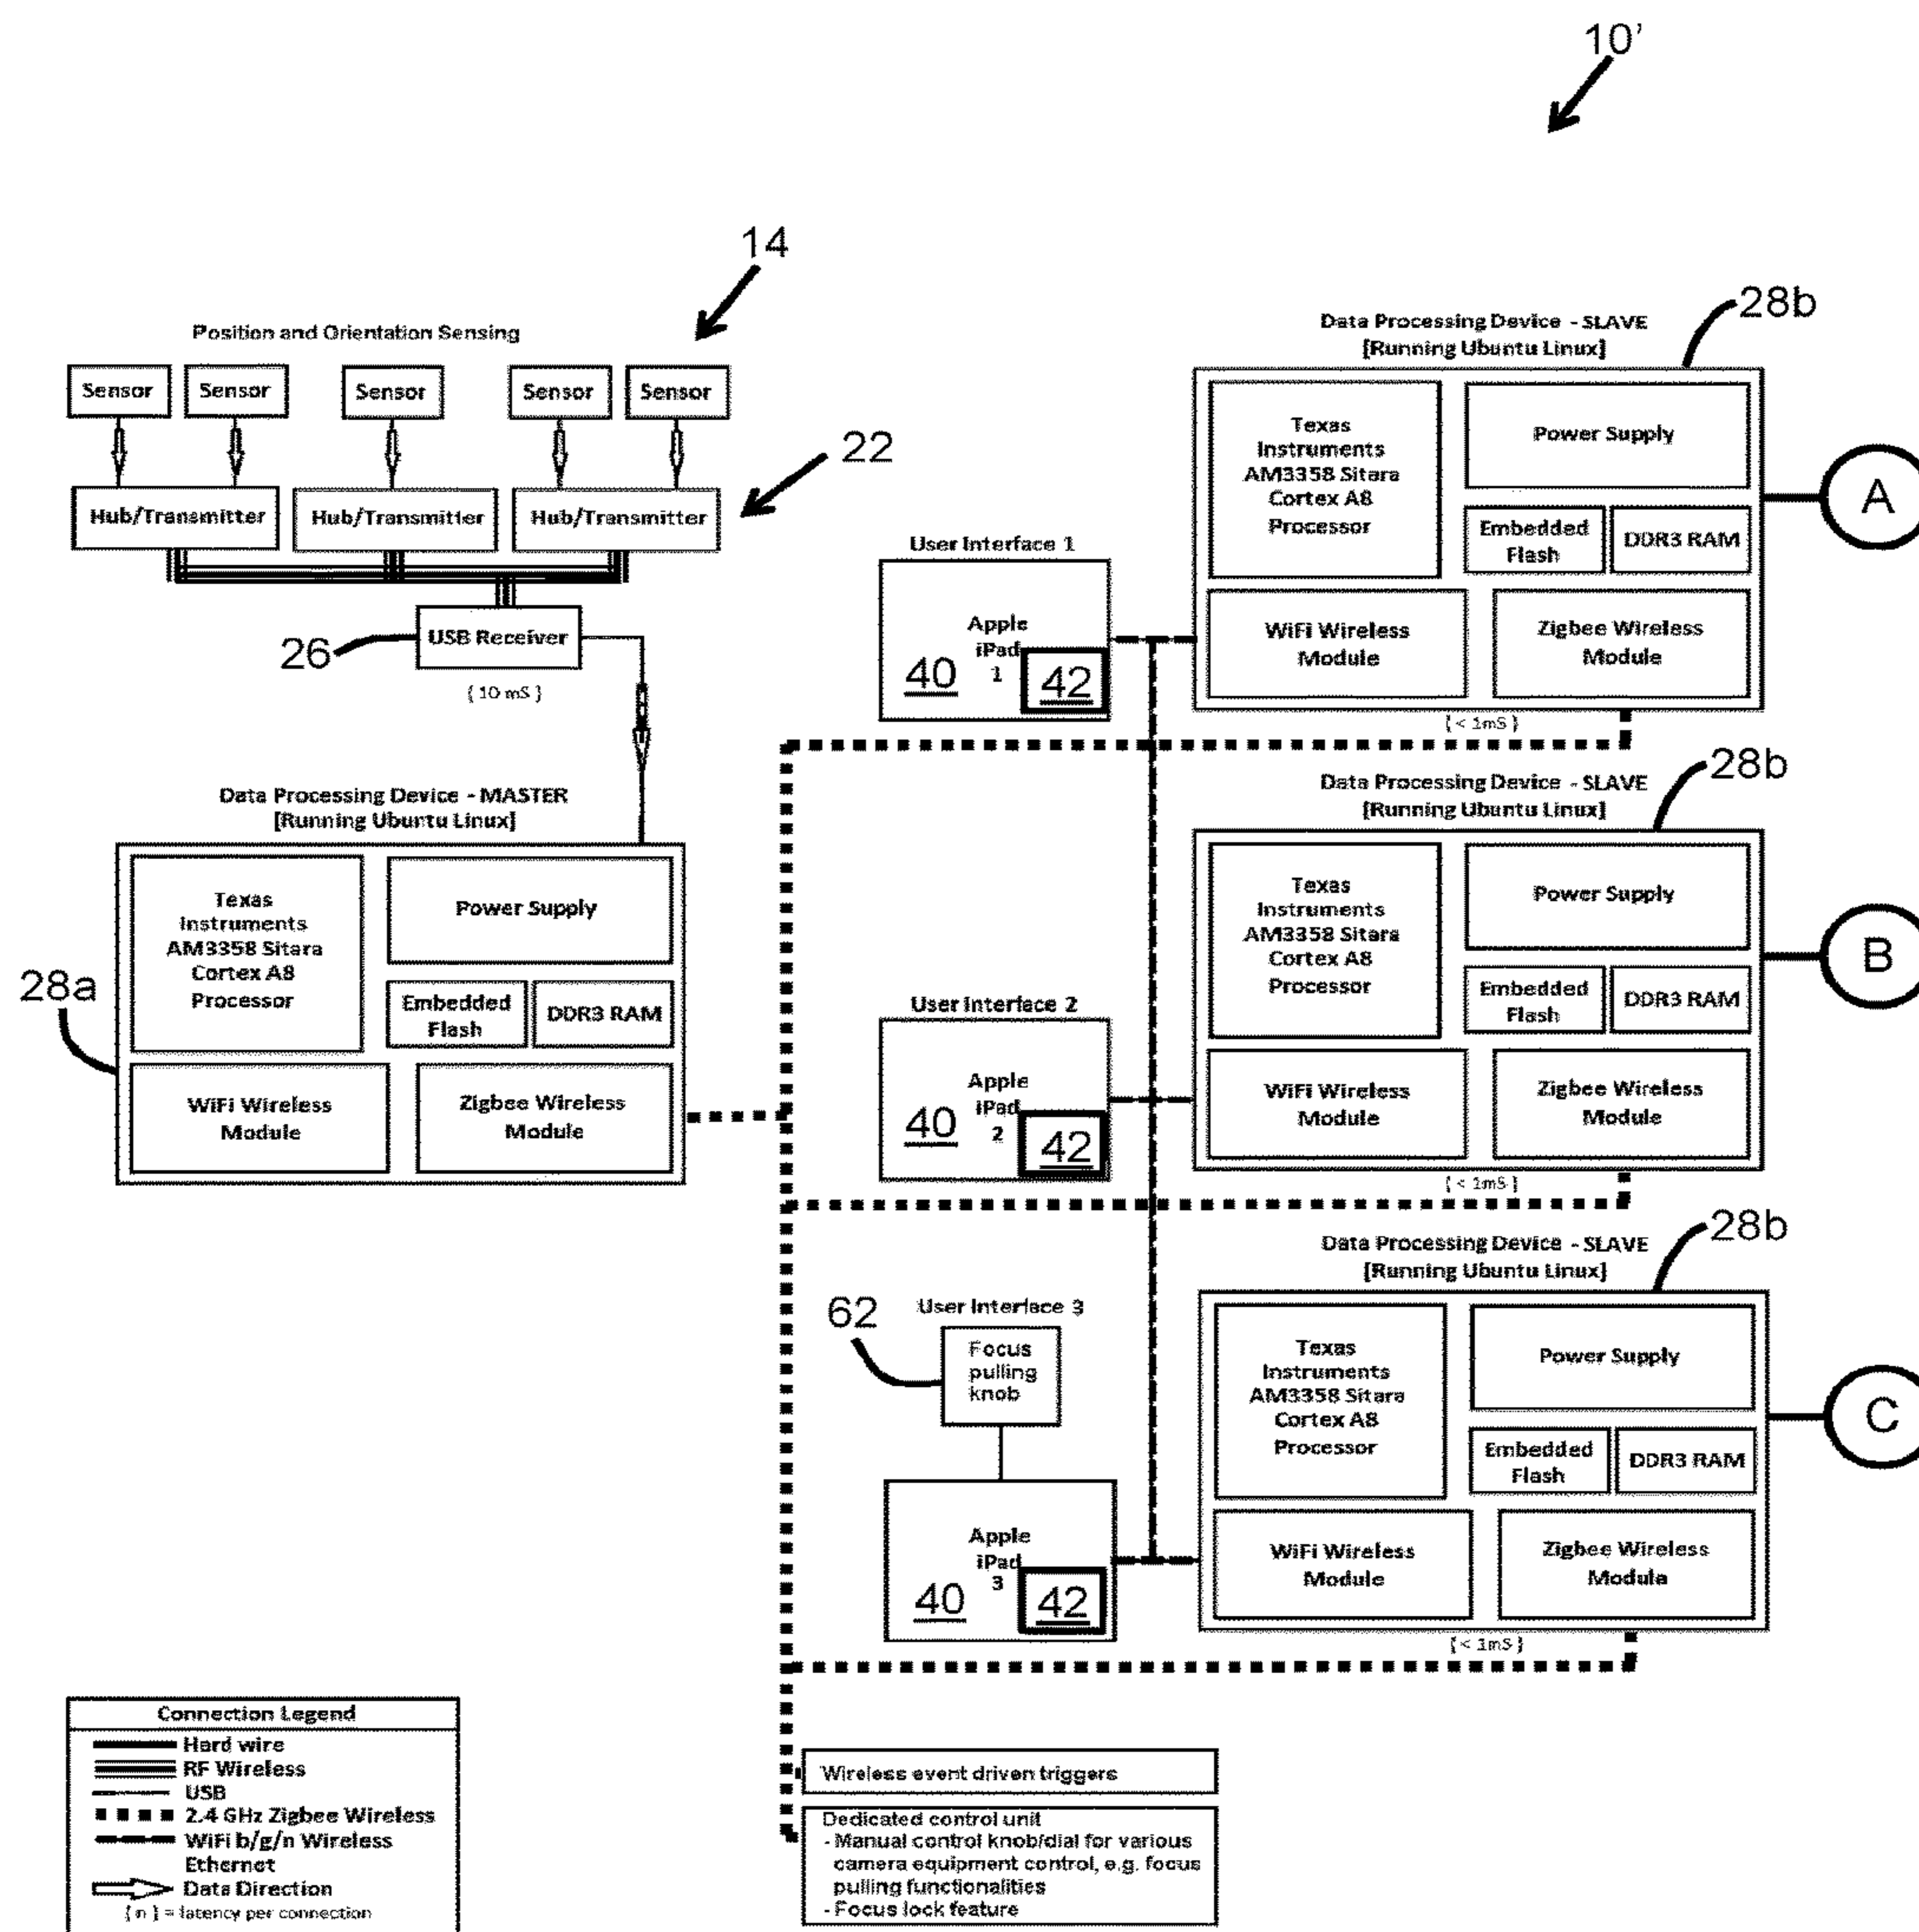 10'
14
Position and Orientation Sensing
Sensor
Sensor
Sensor
Sensor
Sensor
22
Hub/Transmitter
Hub/Transmitter
Hub/Transmitter
26
USB Receiver
{ 10 mS }
Data Processing Device - MASTER
[Running Ubuntu Linux]
28a
Texas
Instruments
AM3358 Sitara
Cortex A8
Processor
Power Supply
Embedded
Flash
DDR3 RAM
WiFi Wireless
Module
Zigbee Wireless
Module
User Interface 1
Apple
iPad
1
40
42
Data Processing Device - SLAVE
[Running Ubuntu Linux]
28b
Texas
Instruments
AM3358 Sitara
Cortex A8
Processor
Power Supply
Embedded
Flash
DDR3 RAM
WiFi Wireless
Module
Zigbee Wireless
Module
{ < 1mS }
A
User Interface 2
Apple
iPad
2
40
42
Data Processing Device - SLAVE
[Running Ubuntu Linux]
28b
Texas
Instruments
AM3358 Sitara
Cortex A8
Processor
Power Supply
Embedded
Flash
DDR3 RAM
WiFi Wireless
Module
Zigbee Wireless
Module
{ < 1mS }
B
62
User Interface 3
Focus
pulling
knob
Apple
iPad
3
40
42
Data Processing Device - SLAVE
[Running Ubuntu Linux]
28b
Texas
Instruments
AM3358 Sitara
Cortex A8
Processor
Power Supply
Embedded
Flash
DDR3 RAM
WiFi Wireless
Module
Zigbee Wireless
Module
{ < 1mS }
C
Connection Legend
Hard wire
RF Wireless
USB
2.4 GHz Zigbee Wireless
WiFi b/g/n Wireless
Ethernet
Data Direction
{ n } = latency per connection
Wireless event driven triggers
Dedicated control unit
- Manual control knob/dial for various
camera equipment control, e.g. focus
pulling functionalities
- Focus lock feature